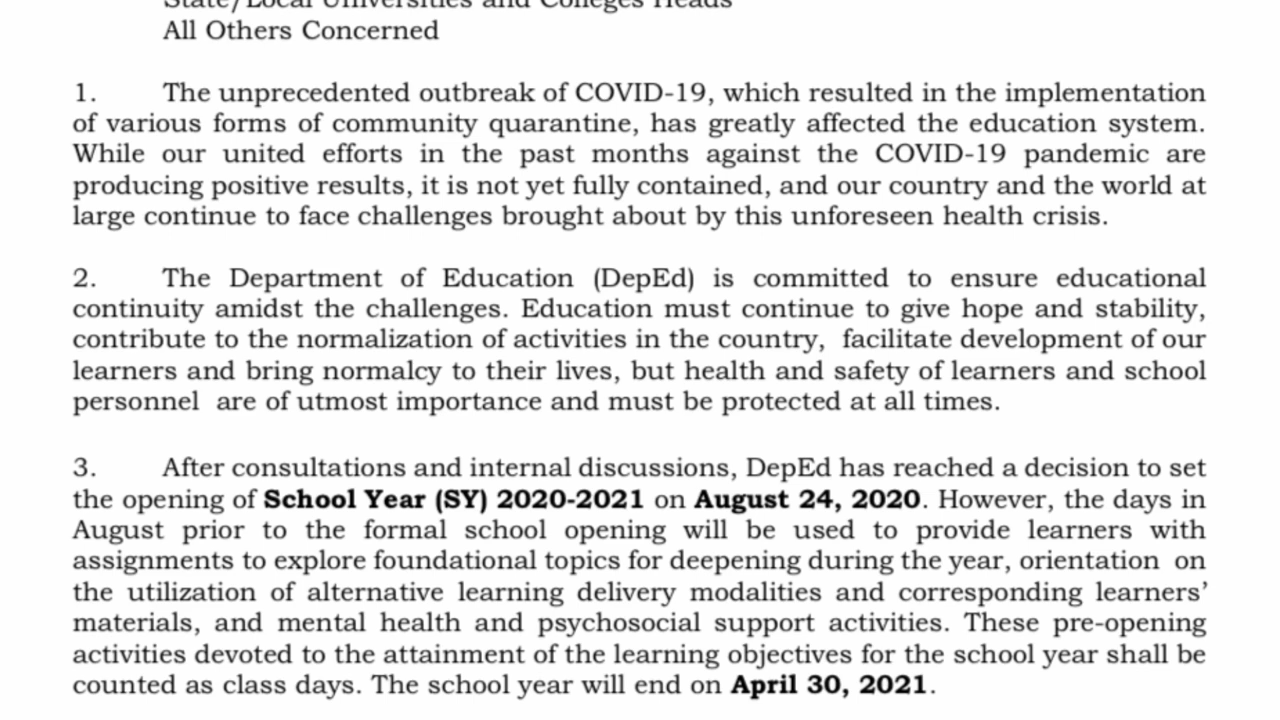 State/Local Universities and Colleges Heads
All Others Concerned
1. The unprecedented outbreak of COVID-19, which resulted in the implementation
of various forms of community quarantine, has greatly affected the education system.
While our united efforts in the past months against the COVID-19 pandemic are
producing positive results, it is not yet fully contained, and our country and the world at
large continue to face challenges brought about by this unforeseen health crisis.
2. The Department of Education (DepEd) is committed to ensure educational
continuity amidst the challenges. Education must continue to give hope and stability,
contribute to the normalization of activities in the country, facilitate development of our
learners and bring normalcy to their lives, but health and safety of learners and school
personnel are of utmost importance and must be protected at all times.
3. After consultations and internal discussions, DepEd has reached a decision to set
the opening of School Year (SY) 2020-2021 on August 24, 2020. However, the days in
August prior to the formal school opening will be used to provide learners with
assignments to explore foundational topics for deepening during the year, orientation on
the utilization of alternative learning delivery modalities and corresponding learners’
materials, and mental health and psychosocial support activities. These pre-opening
activities devoted to the attainment of the learning objectives for the school year shall be
counted as class days. The school year will end on April 30, 2021.